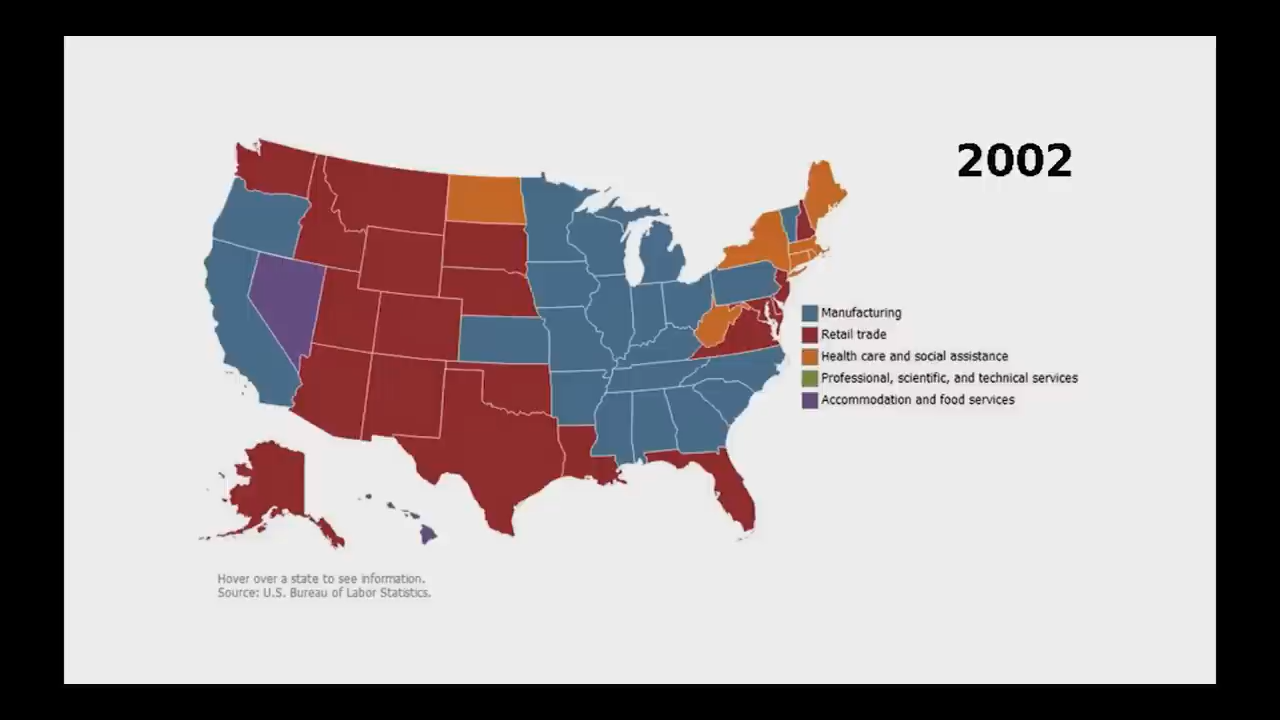 2002
Manufacturing
Retail trade
Health care and social assistance
Professional, scientific, and technical services
Accommodation and food services
Hover over a state to see information.
Source: U.S. Bureau of Labor Statistics.